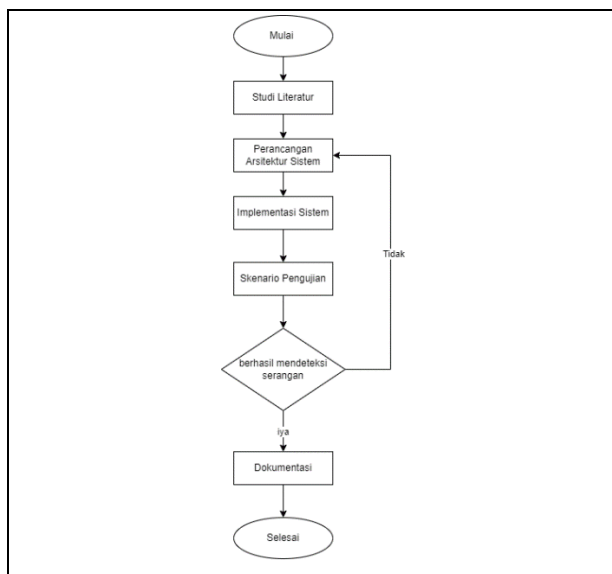 Mulai
Studi Literatur
Perancangan
Arsitektur Sistem
Implementasi Sistem
Tidak
Skenario Pengujian
berhasil mendeteksi
serangan
iya
Dokumentasi
Selesai